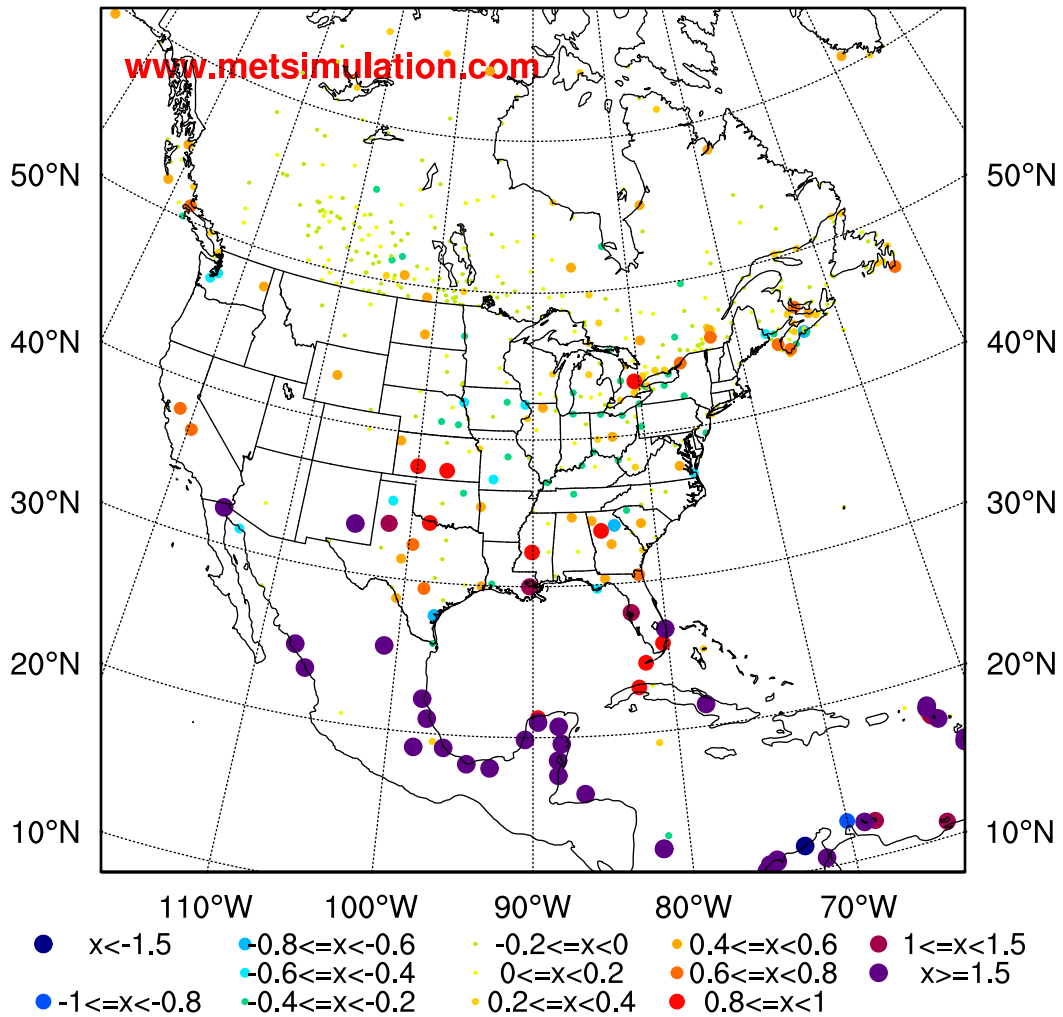 www.metsimulation.com
50°N 50°N
40°N 40°N
30°N 30°N
20°N 20°N
10°N 10°N
110°W 100°W 90°W 80°W 70°W
x<-1.5 -0.8<=x<-0.6 -0.2<=x<0 0.4<=x<0.6 1<=x<1.5
-0.6<=x<-0.4 0<=x<0.2 0.6<=x<0.8 x>=1.5
-1<=x<-0.8 -0.4<=x<-0.2 0.2<=x<0.4 0.8<=x<1